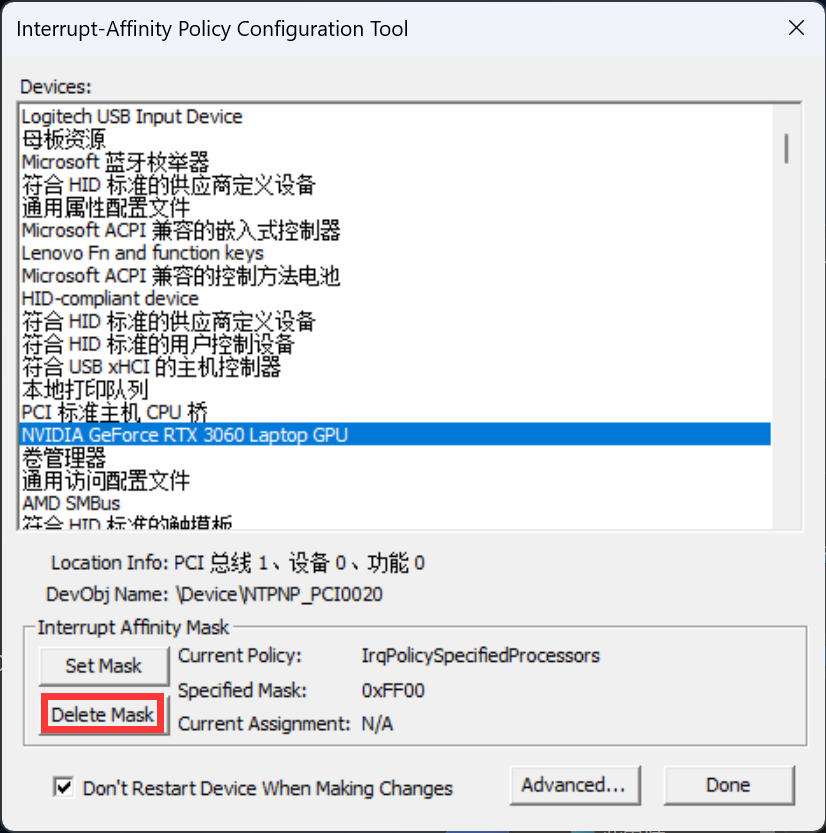 Interrupt-Affinity Policy Configuration Tool
Devices:
Logitech USB Input Device
母板资源
Microsoft 蓝牙枚举器
符合 HID 标准的供应商定义设备
通用属性配置文件
Microsoft ACPI 兼容的嵌入式控制器
Lenovo Fn and function keys
Microsoft ACPI 兼容的控制方法电池
HID-compliant device
符合 HID 标准的供应商定义设备
符合 HID 标准的用户控制设备
符合 USB xHCI 的主机控制器
本地打印队列
PCI 标准主机 CPU 桥
NVIDIA GeForce RTX 3060 Laptop GPU
卷管理器
通用访问配置文件
AMD SMBus
符合 HID 标准的触摸板
Location Info: PCI 总线 1、设备 0、功能 0
DevObj Name: \Device\NTPNP_PCI0020
Interrupt Affinity Mask
Set Mask Current Policy: IrqPolicySpecifiedProcessors
Specified Mask: 0xFF00
Delete Mask Current Assignment: N/A
Don't Restart Device When Making Changes Advanced... Done